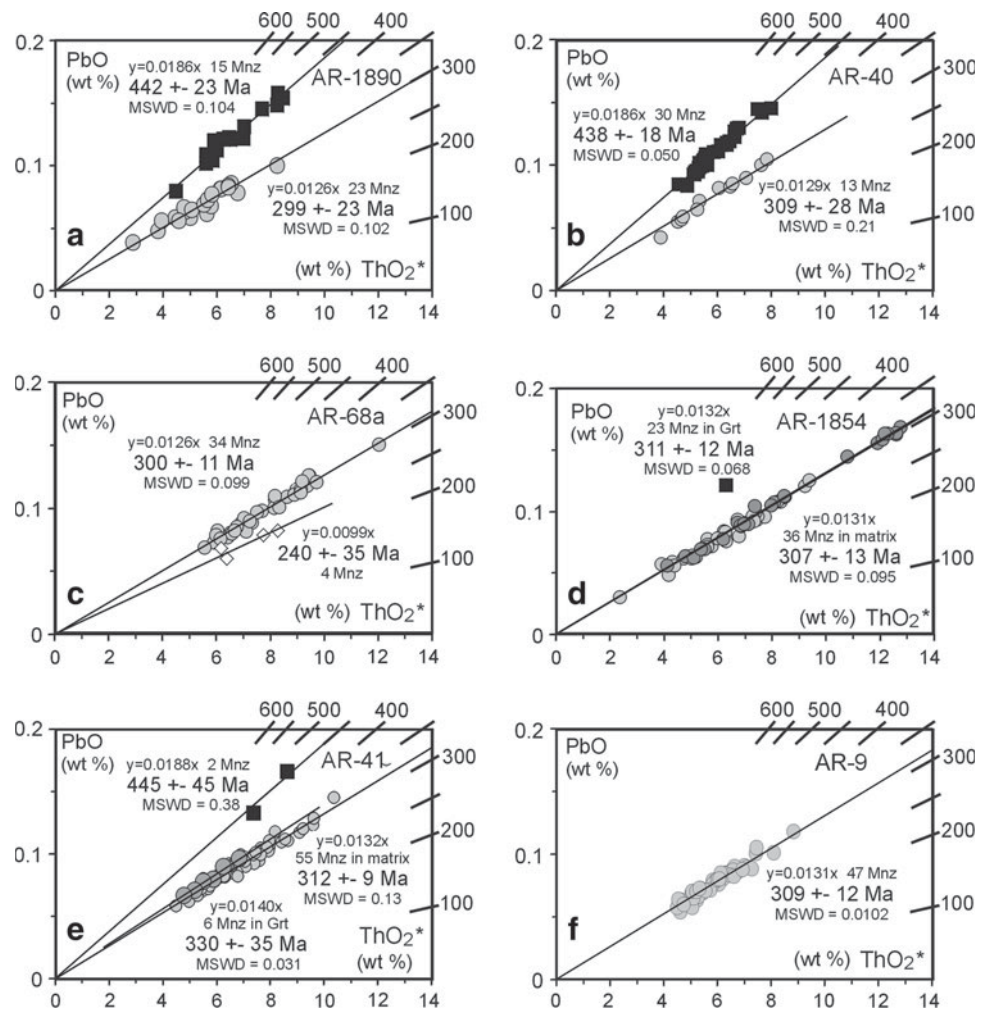 600 500 400
0.2
PbO
(wt %)
y=0.0186x 15 Mnz
442 +- 23 Ma
MSWD = 0.104
AR-1890
300
200
0.1
y=0.0126x 23 Mnz
299 +- 23 Ma
MSWD = 0.102
100
a
(wt %) ThO2*
0
0 2 4 6 8 10 12 14
600 500 400
0.2
PbO
(wt %)
y=0.0186x 30 Mnz
438 +- 18 Ma
MSWD = 0.050
AR-40
300
200
0.1
y=0.0129x 13 Mnz
309 +- 28 Ma
MSWD = 0.21
100
b
(wt %) ThO2*
0
0 2 4 6 8 10 12 14
600 500 400
0.2
PbO
(wt %)
AR-68a
300
y=0.0126x 34 Mnz
300 +- 11 Ma
MSWD = 0.099
200
0.1
y=0.0099x
240 +- 35 Ma
4 Mnz
100
c
(wt %) ThO2*
0
0 2 4 6 8 10 12 14
600 500 400
0.2
PbO
(wt %)
y=0.0132x
23 Mnz in Grt
311 +- 12 Ma
MSWD = 0.068
AR-1854
300
200
0.1
y=0.0131x
36 Mnz in matrix
307 +- 13 Ma
MSWD = 0.095
100
d
(wt %) ThO2*
0
0 2 4 6 8 10 12 14
600 500 400
0.2
PbO
(wt %)
y=0.0188x 2 Mnz
445 +- 45 Ma
MSWD = 0.38
AR-41
300
200
0.1
y=0.0132x
55 Mnz in matrix
312 +- 9 Ma
MSWD = 0.13
100
y=0.0140x
6 Mnz in Grt
330 +- 35 Ma
MSWD = 0.031
e
ThO2*
(wt %)
0
0 2 4 6 8 10 12 14
600 500 400
0.2
PbO
(wt %)
AR-9
300
200
0.1
y=0.0131x 47 Mnz
309 +- 12 Ma
MSWD = 0.0102
100
f
(wt %) ThO2*
0
0 2 4 6 8 10 12 14